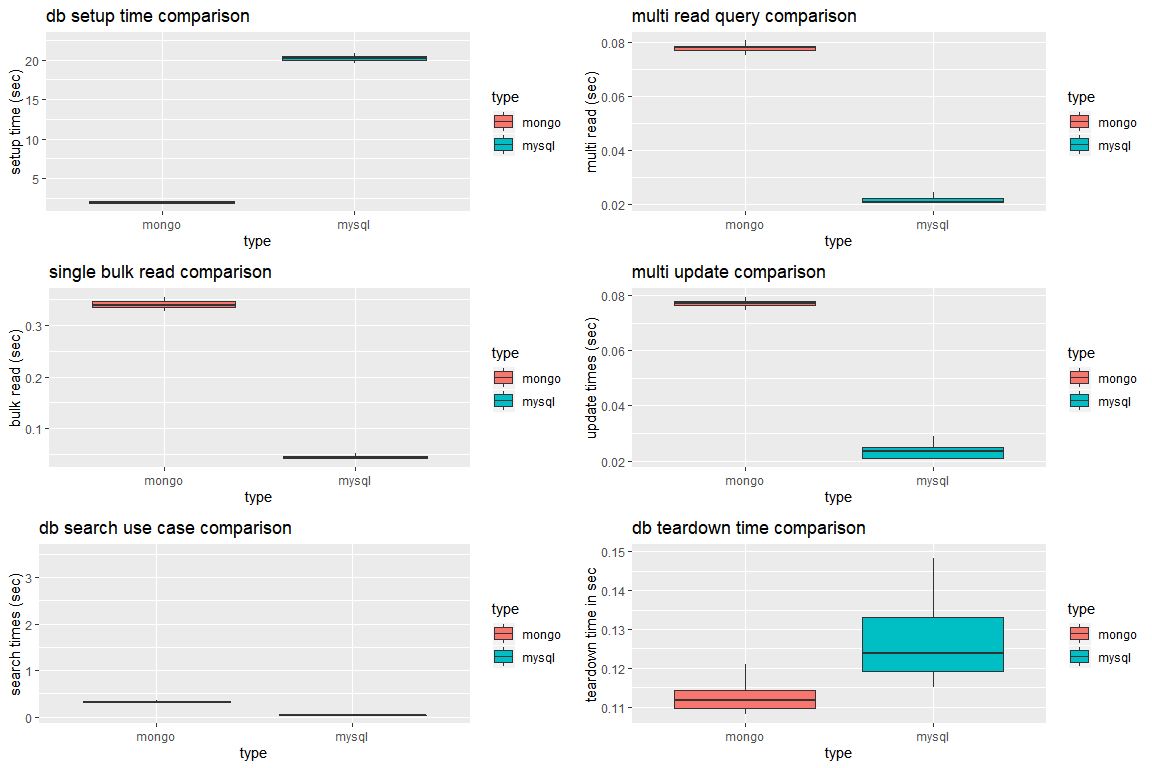 db setup time comparison
setup time (sec)
20
15
10
5
mongo
mysql
type
type
mongo
mysql
multi read query comparison
multi read (sec)
0.08
0.06
0.04
0.02
mongo
mysql
type
type
mongo
mysql
single bulk read comparison
bulk read (sec)
0.3
0.2
0.1
mongo
mysql
type
type
mongo
mysql
multi update comparison
update times (sec)
0.08
0.06
0.04
0.02
mongo
mysql
type
type
mongo
mysql
db search use case comparison
search times (sec)
3
2
1
0
mongo
mysql
type
type
mongo
mysql
db teardown time comparison
teardown time in sec
0.15
0.14
0.13
0.12
0.11
mongo
mysql
type
type
mongo
mysql